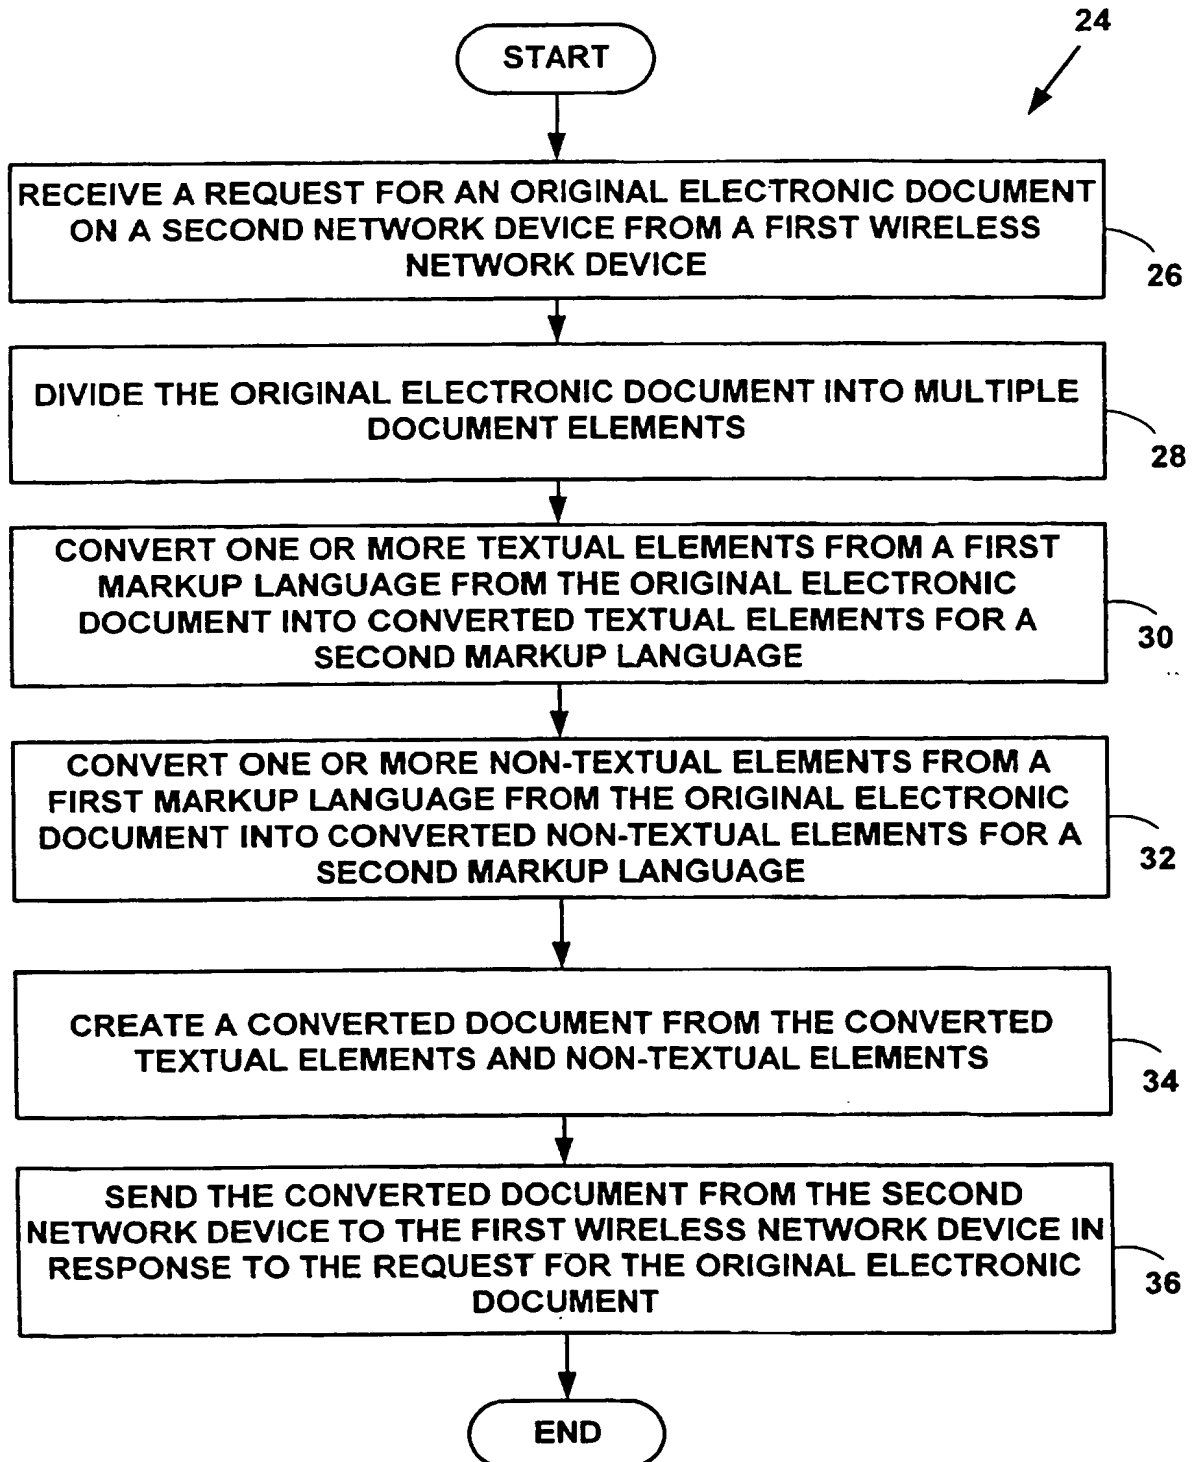 24
START
RECEIVE A REQUEST FOR AN ORIGINAL ELECTRONIC DOCUMENT
ON A SECOND NETWORK DEVICE FROM A FIRST WIRELESS
NETWORK DEVICE
26
DIVIDE THE ORIGINAL ELECTRONIC DOCUMENT INTO MULTIPLE
DOCUMENT ELEMENTS
28
CONVERT ONE OR MORE TEXTUAL ELEMENTS FROM A FIRST
MARKUP LANGUAGE FROM THE ORIGINAL ELECTRONIC
DOCUMENT INTO CONVERTED TEXTUAL ELEMENTS FOR A
SECOND MARKUP LANGUAGE
30
CONVERT ONE OR MORE NON-TEXTUAL ELEMENTS FROM A
FIRST MARKUP LANGUAGE FROM THE ORIGINAL ELECTRONIC
DOCUMENT INTO CONVERTED NON-TEXTUAL ELEMENTS FOR A
SECOND MARKUP LANGUAGE
32
CREATE A CONVERTED DOCUMENT FROM THE CONVERTED
TEXTUAL ELEMENTS AND NON-TEXTUAL ELEMENTS
34
SEND THE CONVERTED DOCUMENT FROM THE SECOND
NETWORK DEVICE TO THE FIRST WIRELESS NETWORK DEVICE IN
RESPONSE TO THE REQUEST FOR THE ORIGINAL ELECTRONIC
DOCUMENT
36
END